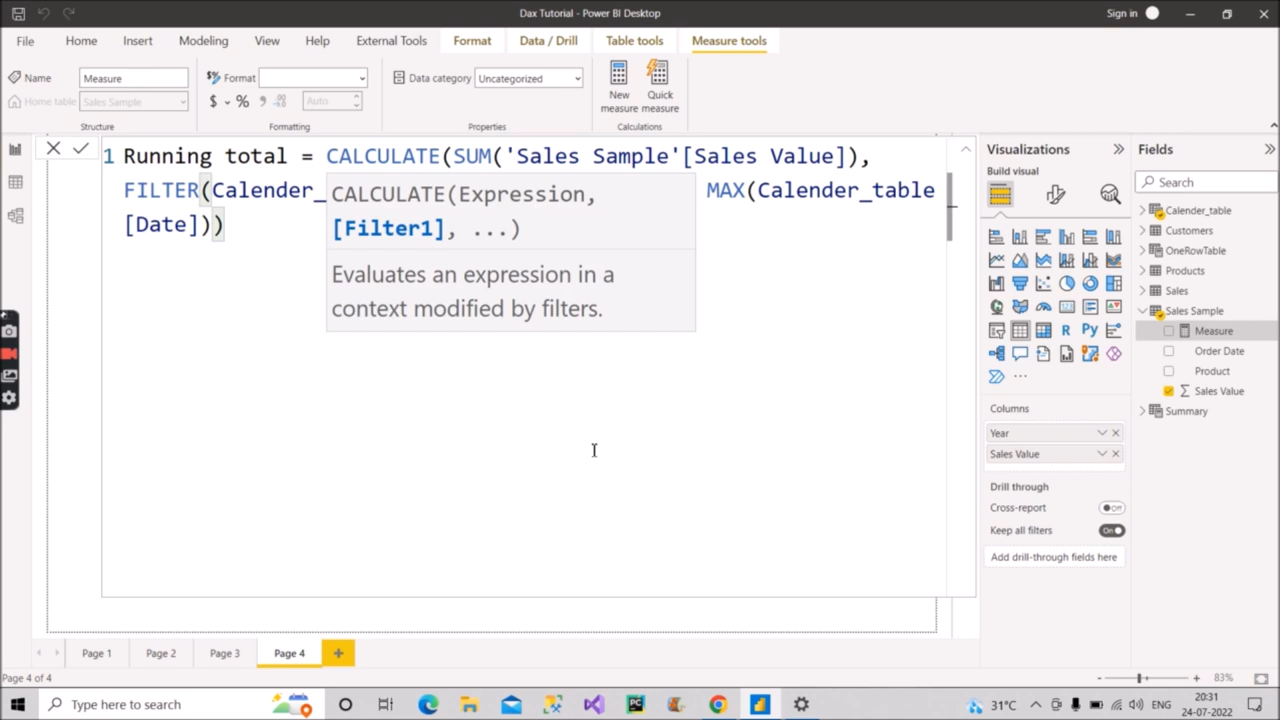 Dax Tutorial - Power BI Desktop
Sign in
File Home Insert Modeling View Help External Tools Format Data / Drill Table tools Measure tools
Name Measure
Format
Data category Uncategorized
Home table Sales Sample
$ % Auto
New measure
Quick measure
Structure Formatting Properties Calculations
1 Running total = CALCULATE(SUM('Sales Sample'[Sales Value]),
FILTER(Calender_ MAX(Calender_table
[Date]))
CALCULATE(Expression,
[Filter1], ...)
Evaluates an expression in a
context modified by filters.
Visualizations
Build visual
R Py
Columns
Year
Sales Value
Drill through
Cross-report Off
Keep all filters On
Add drill-through fields here
Fields
Search
Calender_table
Customers
OneRowTable
Products
Sales
Sales Sample
Measure
Order Date
Product
Sales Value
Summary
Page 1 Page 2 Page 3 Page 4
Page 4 of 4
83%
Type here to search
PC
31°C
ENG
20:31
24-07-2022